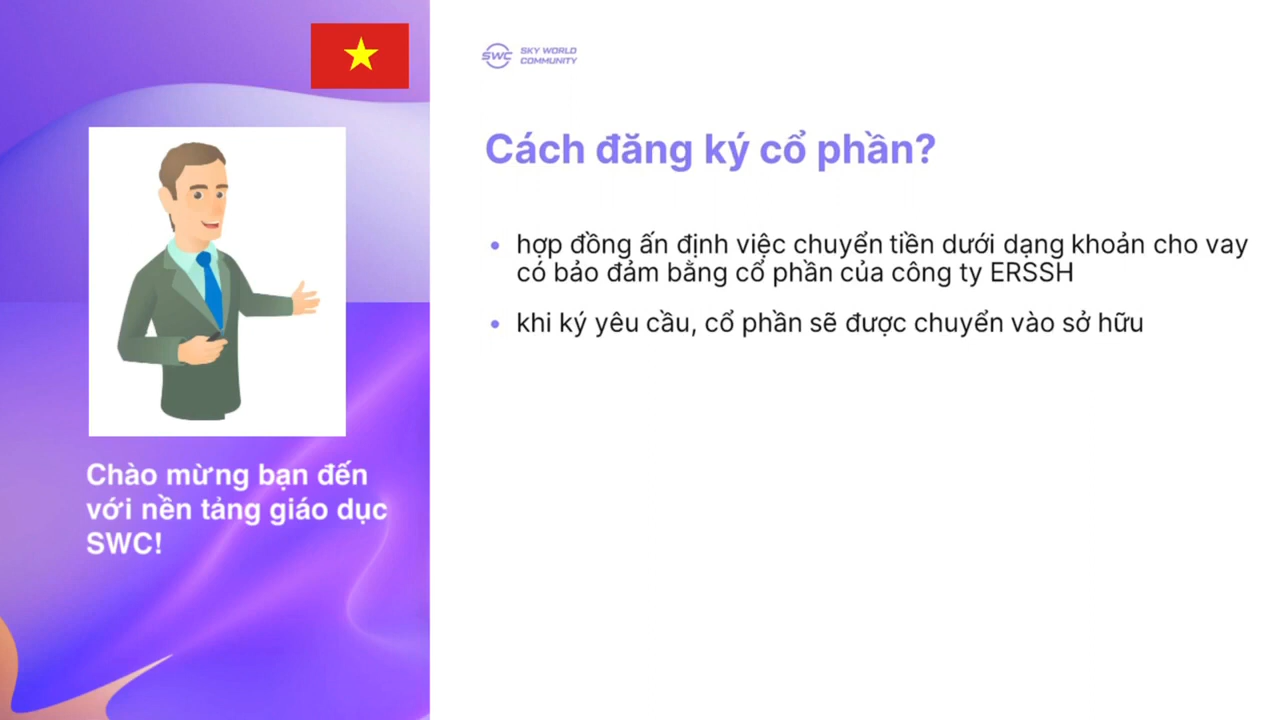 SWC SKY WORLD
COMMUNITY
Cách đăng ký cổ phần?
• hợp đồng ấn định việc chuyển tiền dưới dạng khoản cho vay
có bảo đảm bằng cổ phần của công ty ERSSH
• khi ký yêu cầu, cổ phần sẽ được chuyển vào sở hữu
Chào mừng bạn đến
với nền tảng giáo dục
SWC!